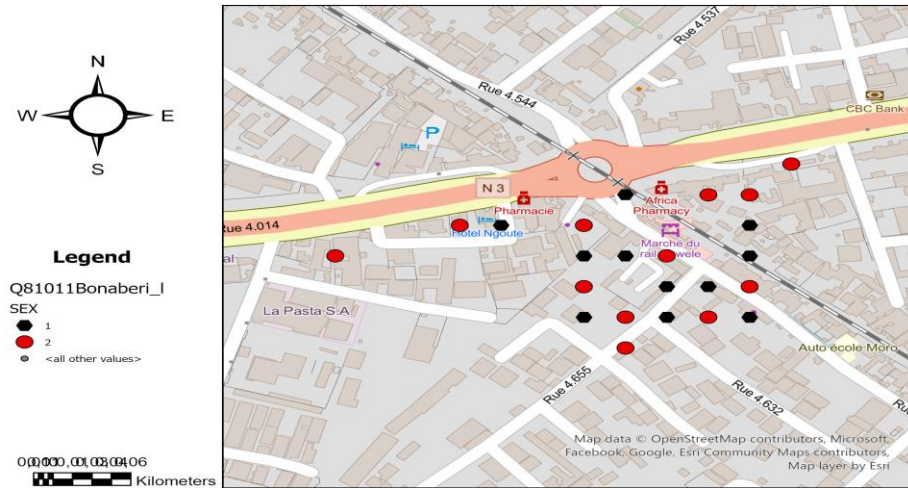 N
W E
S
Legend
Q81011Bonaberi_l
SEX
1
2
<all other values>
Kilometers
Rue 4.537
Rue 4.544
CBC Bank
P
N 3
Pharmacie
Africa
Pharmacy
Rue 4.014
Hotel Ngoute
Marché du
La Pasta S.A
Auto école Moro
Rue 4.655
Rue 4.632
Map data © OpenStreetMap contributors, Microsoft,
Facebook, Google, Esri Community Maps contributors,
Map layer by Esri